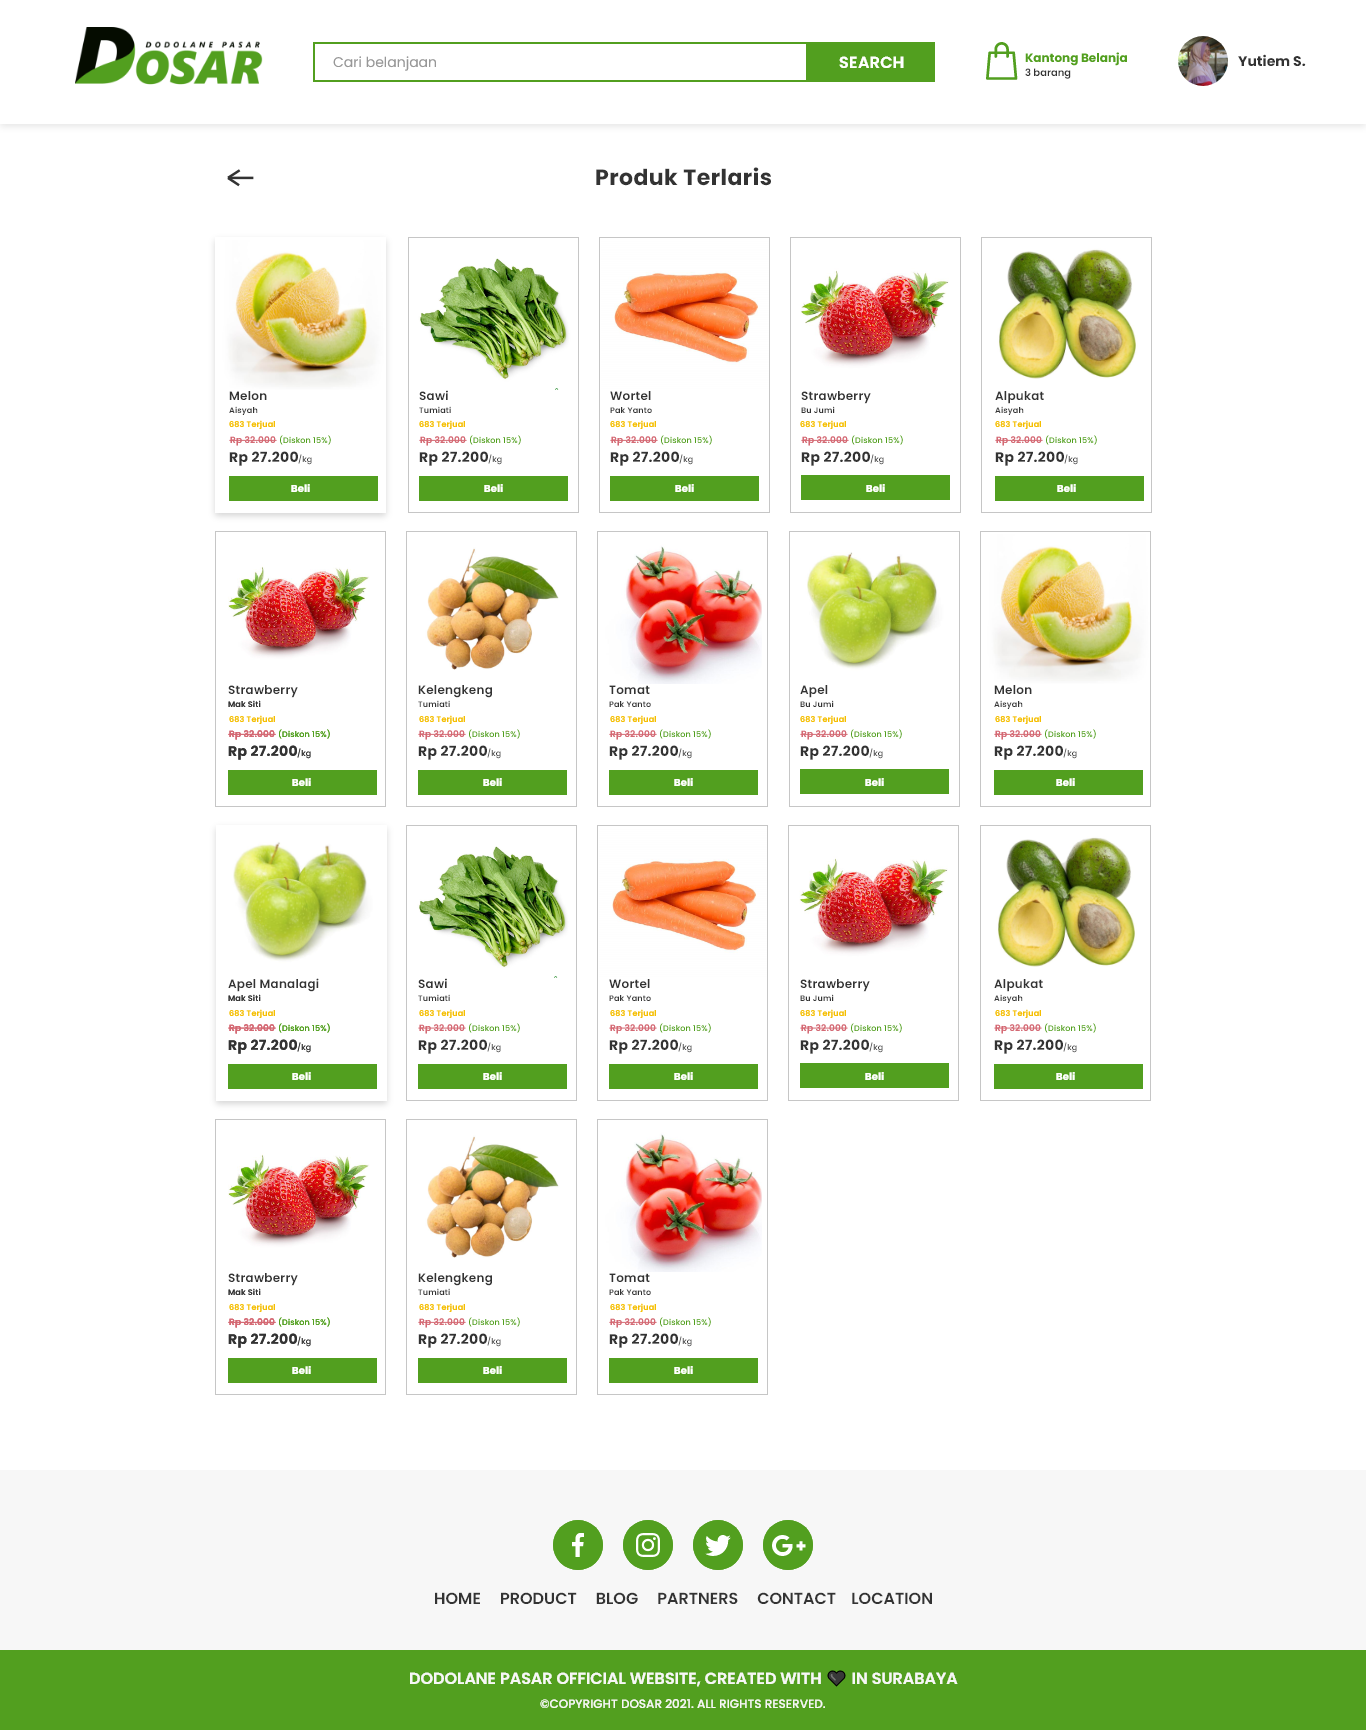 DODOLANE PASAR
DOSAR
Cari belanjaan
SEARCH
Kantong Belanja
3 barang
Yutiem S.
Produk Terlaris
Melon
Aisyah
683 Terjual
Rp 32.000 (Diskon 15%)
Rp 27.200/kg
Beli
Sawi
Tumiati
683 Terjual
Rp 32.000 (Diskon 15%)
Rp 27.200/kg
Beli
Wortel
Pak Yanto
683 Terjual
Rp 32.000 (Diskon 15%)
Rp 27.200/kg
Beli
Strawberry
Bu Jumi
683 Terjual
Rp 32.000 (Diskon 15%)
Rp 27.200/kg
Beli
Alpukat
Aisyah
683 Terjual
Rp 32.000 (Diskon 15%)
Rp 27.200/kg
Beli
Strawberry
Mak Siti
683 Terjual
Rp 32.000 (Diskon 15%)
Rp 27.200/kg
Beli
Kelengkeng
Tumiati
683 Terjual
Rp 32.000 (Diskon 15%)
Rp 27.200/kg
Beli
Tomat
Pak Yanto
683 Terjual
Rp 32.000 (Diskon 15%)
Rp 27.200/kg
Beli
Apel
Bu Jumi
683 Terjual
Rp 32.000 (Diskon 15%)
Rp 27.200/kg
Beli
Melon
Aisyah
683 Terjual
Rp 32.000 (Diskon 15%)
Rp 27.200/kg
Beli
Apel Manalagi
Mak Siti
683 Terjual
Rp 32.000 (Diskon 15%)
Rp 27.200/kg
Beli
Sawi
Tumiati
683 Terjual
Rp 32.000 (Diskon 15%)
Rp 27.200/kg
Beli
Wortel
Pak Yanto
683 Terjual
Rp 32.000 (Diskon 15%)
Rp 27.200/kg
Beli
Strawberry
Bu Jumi
683 Terjual
Rp 32.000 (Diskon 15%)
Rp 27.200/kg
Beli
Alpukat
Aisyah
683 Terjual
Rp 32.000 (Diskon 15%)
Rp 27.200/kg
Beli
Strawberry
Mak Siti
683 Terjual
Rp 32.000 (Diskon 15%)
Rp 27.200/kg
Beli
Kelengkeng
Tumiati
683 Terjual
Rp 32.000 (Diskon 15%)
Rp 27.200/kg
Beli
Tomat
Pak Yanto
683 Terjual
Rp 32.000 (Diskon 15%)
Rp 27.200/kg
Beli
HOME PRODUCT BLOG PARTNERS CONTACT LOCATION
DODOLANE PASAR OFFICIAL WEBSITE, CREATED WITH 🖤 IN SURABAYA
©COPYRIGHT DOSAR 2021. ALL RIGHTS RESERVED.